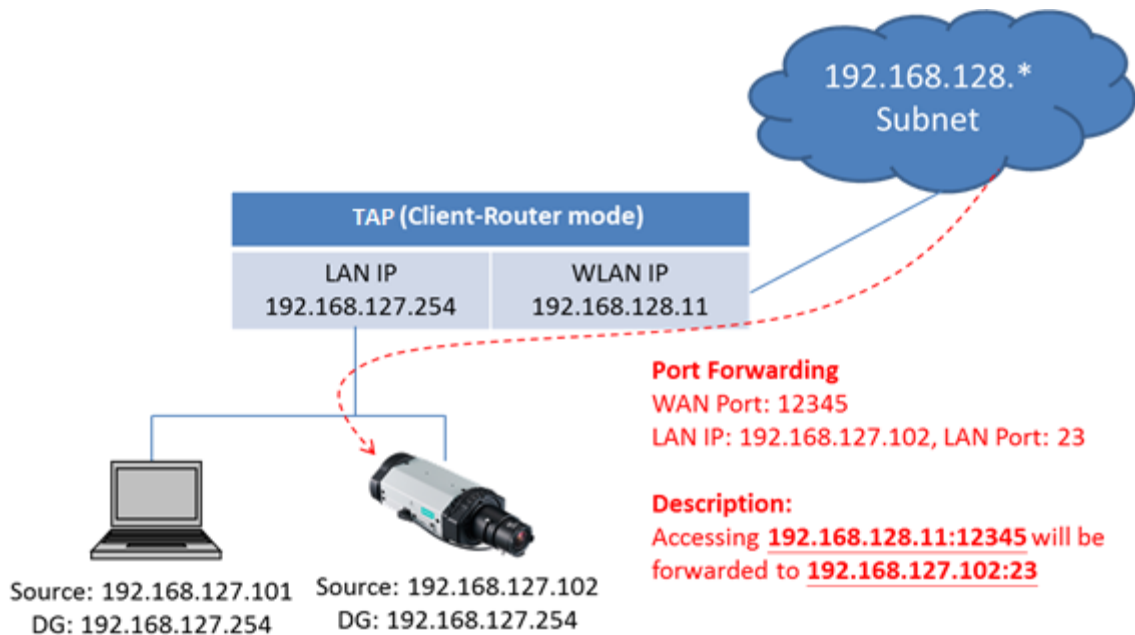 192.168.128.*
Subnet
TAP (Client-Router mode)
LAN IP
192.168.127.254
WLAN IP
192.168.128.11
Port Forwarding
WAN Port: 12345
LAN IP: 192.168.127.102, LAN Port: 23
Description:
Accessing 192.168.128.11:12345 will be
forwarded to 192.168.127.102:23
Source: 192.168.127.101
DG: 192.168.127.254
Source: 192.168.127.102
DG: 192.168.127.254